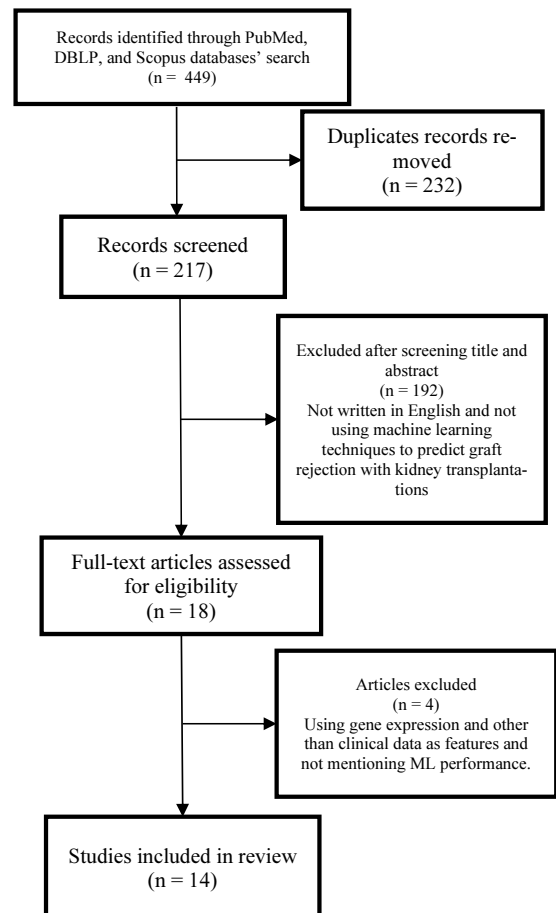 Records identified through PubMed,
DBLP, and Scopus databases’ search
(n = 449)
Duplicates records re-
moved
(n = 232)
Records screened
(n = 217)
Excluded after screening title and
abstract
(n = 192)
Not written in English and not
using machine learning
techniques to predict graft
rejection with kidney transplanta-
tions
Full-text articles assessed
for eligibility
(n = 18)
Articles excluded
(n = 4)
Using gene expression and other
than clinical data as features and
not mentioning ML performance.
Studies included in review
(n = 14)